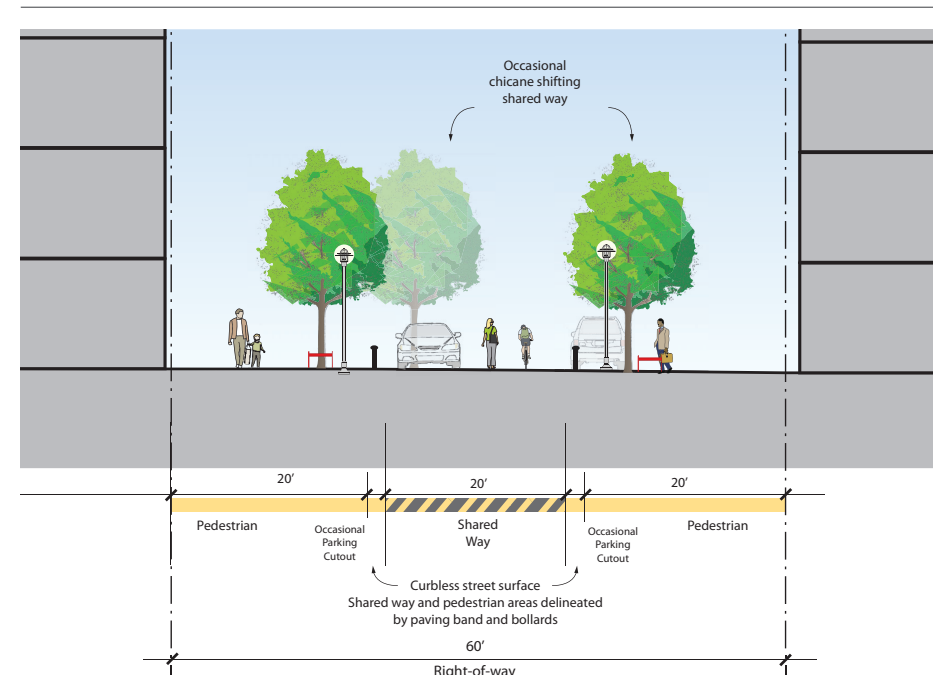 Occasional
chicane shifting
shared way
20’
20’
20’
Pedestrian
Occasional
Parking
Cutout
Shared
Way
Occasional
Parking
Cutout
Pedestrian
Curbless street surface
Shared way and pedestrian areas delineated
by paving band and bollards
60’
Right-of-way